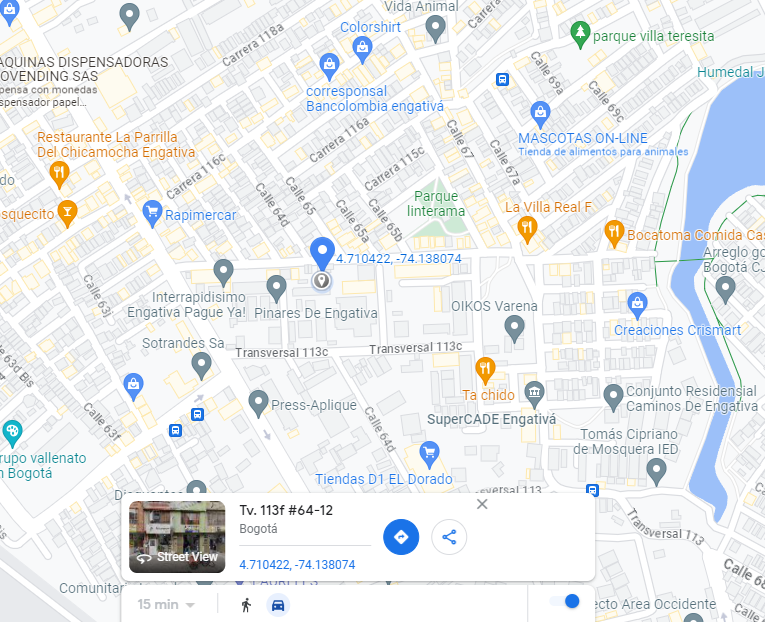 Vida Animal
Colorshirt
Carrera 118a
parque villa teresita
AQUINAS DISPENSADORAS
OVENDING SAS
pensa con monedas
spensador papel...
corresponsal
Bancolombia engativá
Calle 69a
Calle 69c
Humedal J
MASCOTAS ON-LINE
Tienda de alimentos para animales
Restaurante La Parrilla
Del Chicamocha Engativa
Carrera 116a
Calle 67
Calle 67a
Carrera 116c
Carrera 115c
do
squecito
Rapimercar
Calle 64d
Calle 65
Calle 65a
Calle 65b
Parque
linterama
La Villa Real F
Bocatoma Comida Cas
Arreglo go
Bogotá CJ
4.710422, -74.138074
Interrapidisimo
Engativa Pague Ya!
Pinares De Engativa
OIKOS Varena
Creaciones Crismart
Calle 63j
Sotrandes Sa
Transversal 113c
Transversal 113c
Calle 63d Bis
Calle 63f
Press-Aplique
Calle 64d
Ta chido
SuperCADE Engativá
Conjunto Residencial
Caminos De Engativa
Tomás Cipriano
de Mosquera IED
rupo vallenato
n Bogotá
Tiendas D1 EL Dorado
Transversal 113c
Transversal 113
Calle 68
Tv. 113f #64-12
Bogotá
Street View
4.710422, -74.138074
Comunitar
15 min
ecto Area Occidente